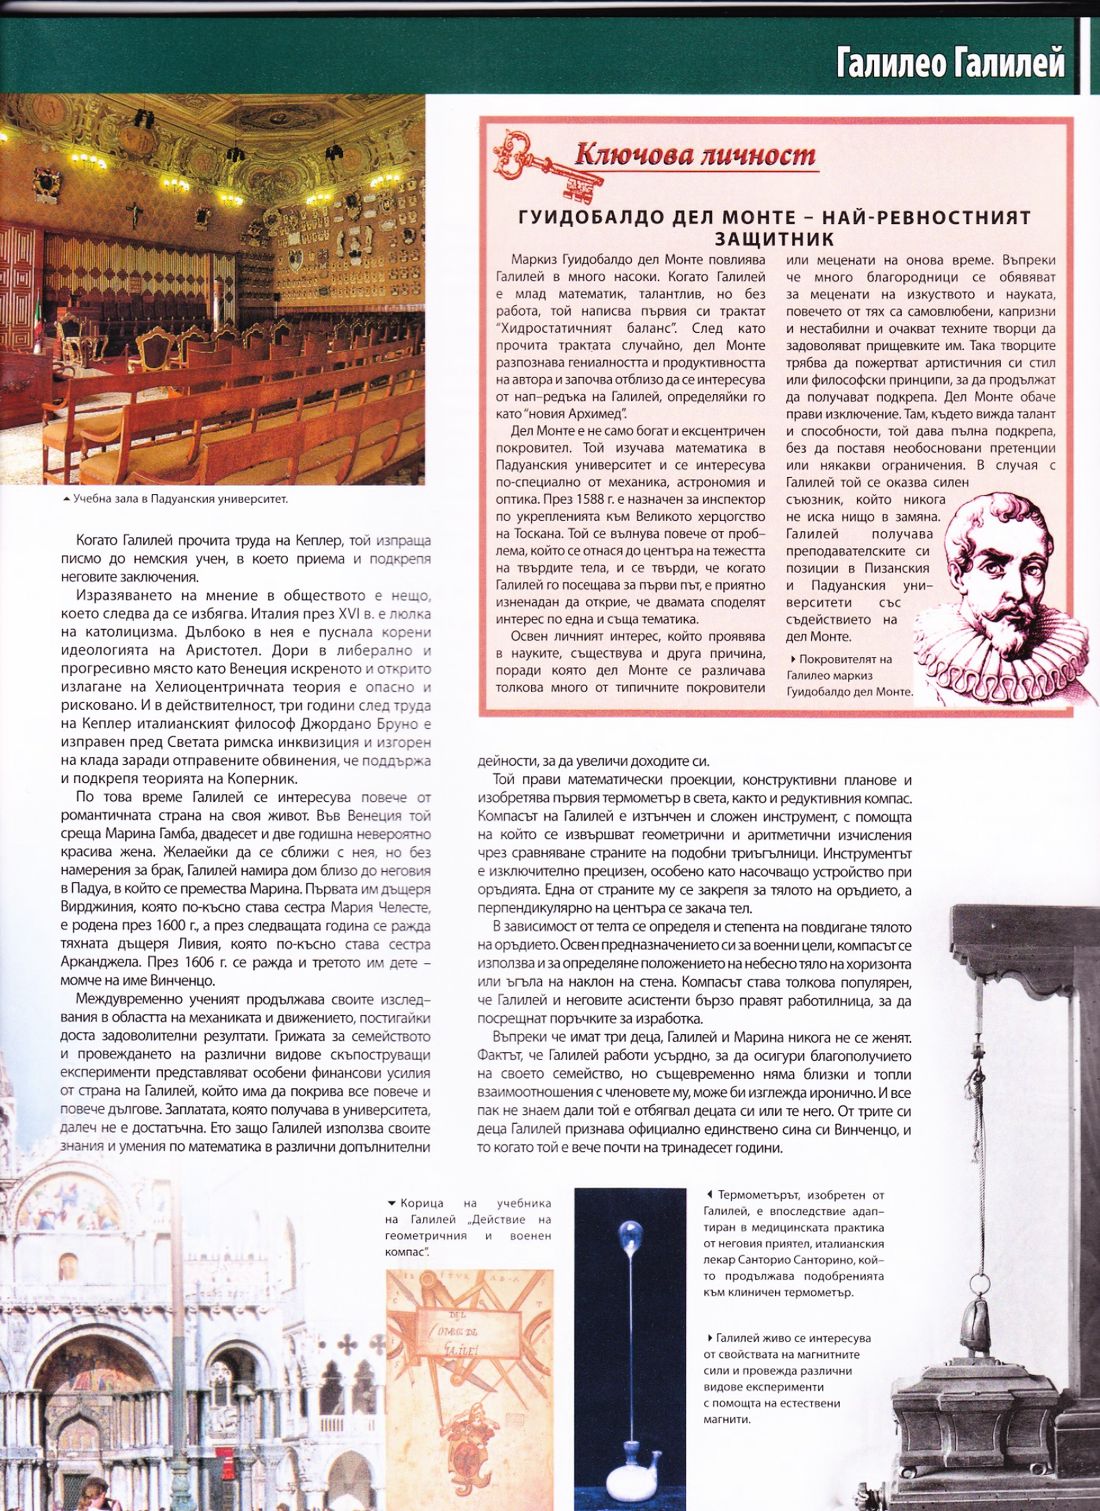 Галилео Галилей
Ключова личност
ГУИДОБАЛДО ДЕЛ МОНТЕ – НАЙ-РЕВНОСТНИЯТ
ЗАЩИТНИК
Маркиз Гуидобалдо дел Монте повлиява
Галилей в много насоки. Когато Галилей
е млад математик, талантлив, но без
работа, той написва първия си трактат
"Хидростатичният баланс". След като
прочита трактата случайно, дел Монте
разпознава гениалността и продуктивността
на автора и започва отблизо да се интересува
от нап–редъка на Галилей, определяйки го
като "новия Архимед".
Дел Монте е не само богат и ексцентричен
покровител. Той изучава математика в
Падуанския университет и се интересува
по-специално от механика, астрономия и
оптика. През 1588 г. е назначен за инспектор
по укрепленията към Великото херцогство
на Тоскана. Той се вълнува повече от проб–
лема, който се отнася до центъра на тежестта
на твърдите тела, и се твърди, че когато
Галилей го посещава за първи път, е приятно
изненадан да открие, че двамата споделят
интерес по една и съща тематика.
Освен личният интерес, който проявява
в науките, съществува и друга причина,
поради която дел Монте се различава
толкова много от типичните покровители
или меценати на онова време. Въпреки
че много благородници се обявяват
за меценати на изкуството и науката,
повечето от тях са самовлюбени, капризни
и нестабилни и очакват техните творци да
задоволяват прищевките им. Така творците
трябва да пожертват артистичния си стил
или философски принципи, за да продължат
да получават подкрепа. Дел Монте обаче
прави изключение. Там, където вижда талант
и способности, той дава пълна подкрепа,
без да поставя необосновани претенции
или някакви ограничения. В случая с
Галилей той се оказва силен
съюзник, който никога
не иска нищо в замяна.
Галилей получава
преподавателските си
позиции в Пизанския
и Падуанския уни–
верситети със
съдействието на
дел Монте.
Покровителят на
Галилео маркиз
Гуидобалдо дел Монте.
Учебна зала в Падуанския университет.
Когато Галилей прочита труда на Кеплер, той изпраща
писмо до немския учен, в което приема и подкрепя
неговите заключения.
Изразяването на мнение в обществото е нещо,
което следва да се избягва. Италия през XVI в. е люлка
на католицизма. Дълбоко в нея е пуснала корени
идеологията на Аристотел. Дори в либерално и
прогресивно място като Венеция искреното и открито
излагане на Хелиоцентричната теория е опасно и
рисковано. И в действителност, три години след труда
на Кеплер италианският философ Джордано Бруно е
изправен пред Светата римска инквизиция и изгорен
на клада заради отправените обвинения, че поддържа
и подкрепя теорията на Коперник.
По това време Галилей се интересува повече от
романтичната страна на своя живот. Във Венеция той
среща Марина Гамба, двадесет и две годишна невероятно
красива жена. Желаейки да се сближи с нея, но без
намерения за брак, Галилей намира дом близо до неговия
в Падуа, в който се премества Марина. Първата им дъщеря
Вирджиния, която по-късно става сестра Мария Челесте,
е родена през 1600 г., а през следващата година се ражда
тяхната дъщеря Ливия, която по-късно става сестра
Арканджела. През 1606 г. се ражда и третото им дете –
момче на име Винченцо.
Междувременно ученият продължава своите изслед–
вания в областта на механиката и движението, постигайки
доста задоволителни резултати. Грижата за семейството
и провеждането на различни видове скъпоструващи
експерименти представляват особени финансови усилия
от страна на Галилей, който има да покрива все повече и
повече дългове. Заплатата, която получава в университета,
далеч не е достатъчна. Ето защо Галилей използва своите
знания и умения по математика в различни допълнителни
дейности, за да увеличи доходите си.
Той прави математически проекции, конструктивни планове и
изобретява първия термометър в света, както и редуктивния компас.
Компасът на Галилей е изтънчен и сложен инструмент, с помощта
на който се извършват геометрични и аритметични изчисления
чрез сравняване страните на подобни триъгълници. Инструментът
е изключително прецизен, особено като насочващо устройство при
оръдията. Една от страните му се закрепя за тялото на оръдието, а
перпендикулярно на центъра се закача тел.
В зависимост от телта се определя и степента на повдигане тялото
на оръдието. Освен предназначението си за военни цели, компасът се
използва и за определяне положението на небесно тяло на хоризонта
или ъгъла на наклон на стена. Компасът става толкова популярен,
че Галилей и неговите асистенти бързо правят работилница, за да
посрещнат поръчките за изработка.
Въпреки че имат три деца, Галилей и Марина никога не се женят.
Фактът, че Галилей работи усърдно, за да осигури благополучието
на своето семейство, но същевременно няма близки и топли
взаимоотношения с членовете му, може би изглежда иронично. И все
пак не знаем дали той е отбягвал децата си или те него. От трите си
деца Галилей признава официално единствено сина си Винченцо, и
то когато той е вече почти на тринадесет години.
Корица на учебника
на Галилей „Действие на
геометричния и военен
компас".
DEL
GALILEI
Термометърът, изобретен от
Галилей, е впоследствие адап–
тиран в медицинската практика
от неговия приятел, италианския
лекар Санторио Санторино, кой–
то продължава подобренията
към клиничен термометър.
Галилей живо се интересува
от свойствата на магнитните
сили и провежда различни
видове експерименти
с помощта на естествени
магнити.